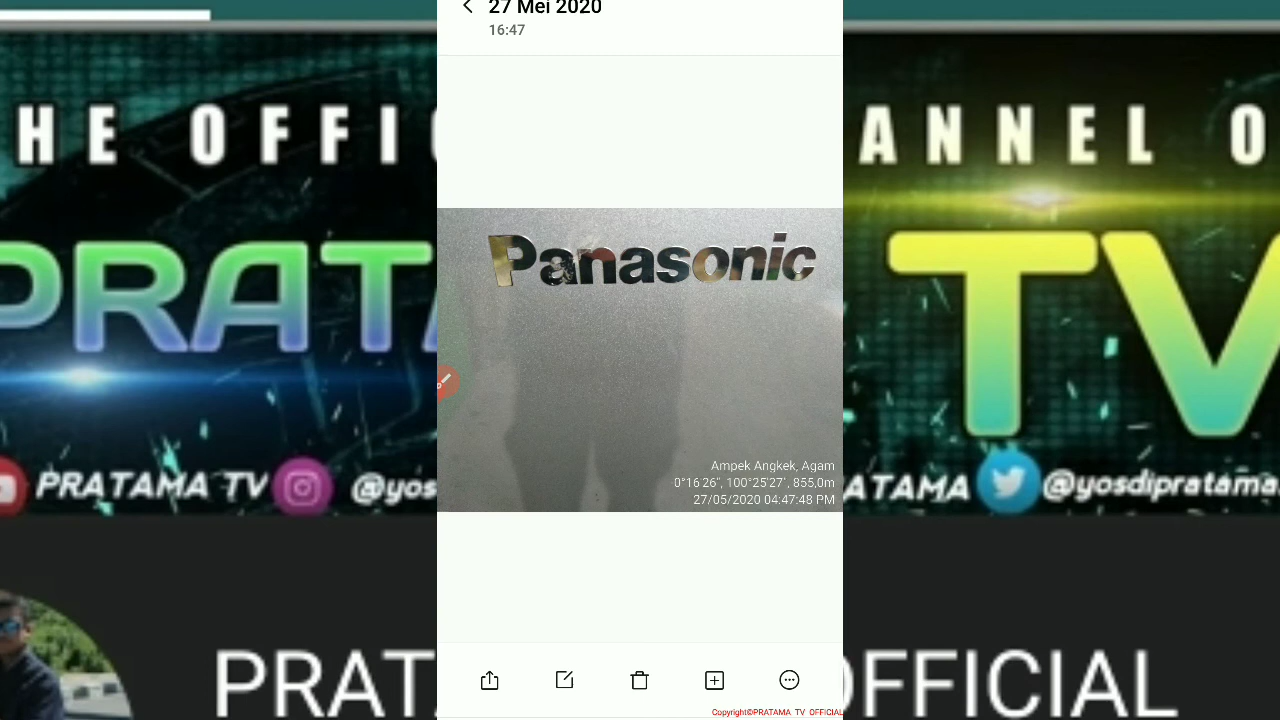 27 Mei 2020
16:47
HE OFFI
ANNEL O
PRATA
TV
Panasonic
PRATAMA TV
@yos
ATAMA
@yosdipratama
Ampek Angkek, Agam
0°16'26", 100°25'27", 855,0m
27/05/2020 04:47:48 PM
PRAT
OFFICIAL
Copyright©PRATAMA TV OFFICIAL